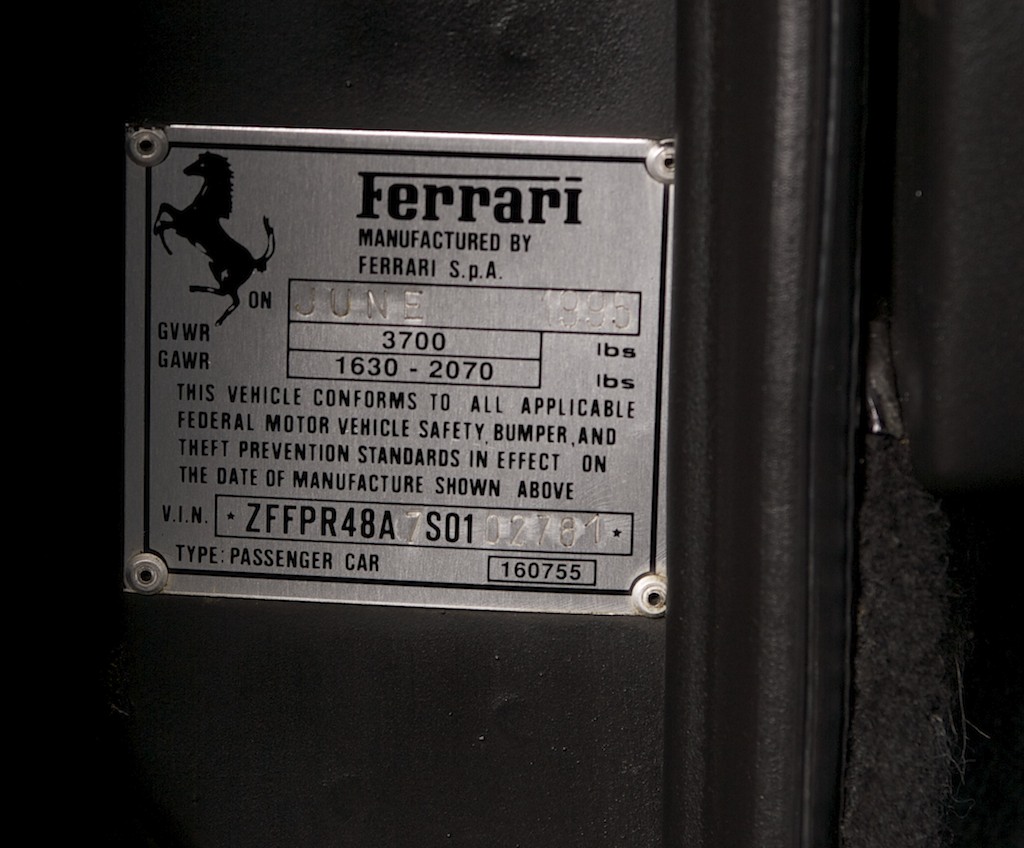 Ferrari
MANUFACTURED BY
FERRARI S.p.A.
ON JUNE 1995
GVWR 3700 lbs
GAWR 1630 - 2070 lbs
THIS VEHICLE CONFORMS TO ALL APPLICABLE
FEDERAL MOTOR VEHICLE SAFETY, BUMPER, AND
THEFT PREVENTION STANDARDS IN EFFECT ON
THE DATE OF MANUFACTURE SHOWN ABOVE
V.I.N. * ZFFPR48A7S0102781 *
TYPE: PASSENGER CAR 160755